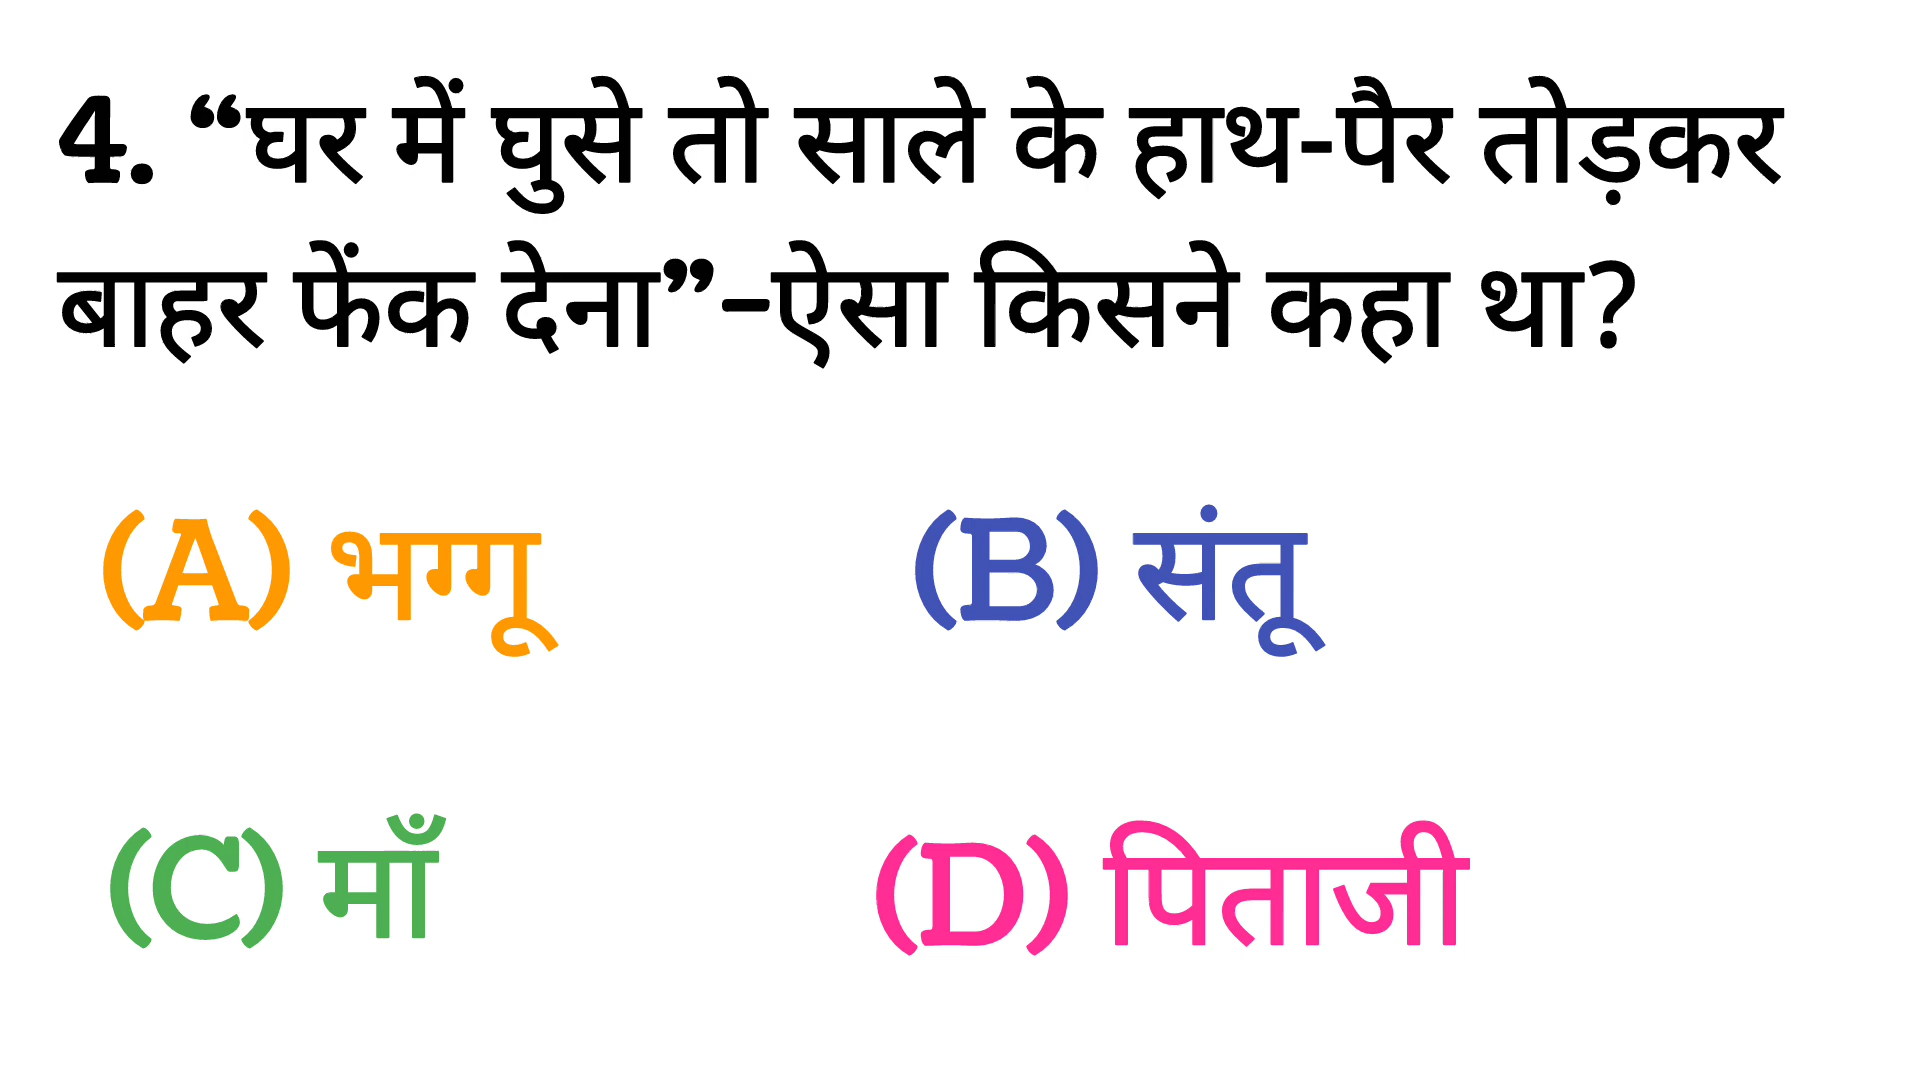 4. “घर में घुसे तो साले के हाथ-पैर तोड़कर
बाहर फेंक देना”–ऐसा किसने कहा था?
(A) भग्गू (B) संतू
(C) माँ (D) पिताजी